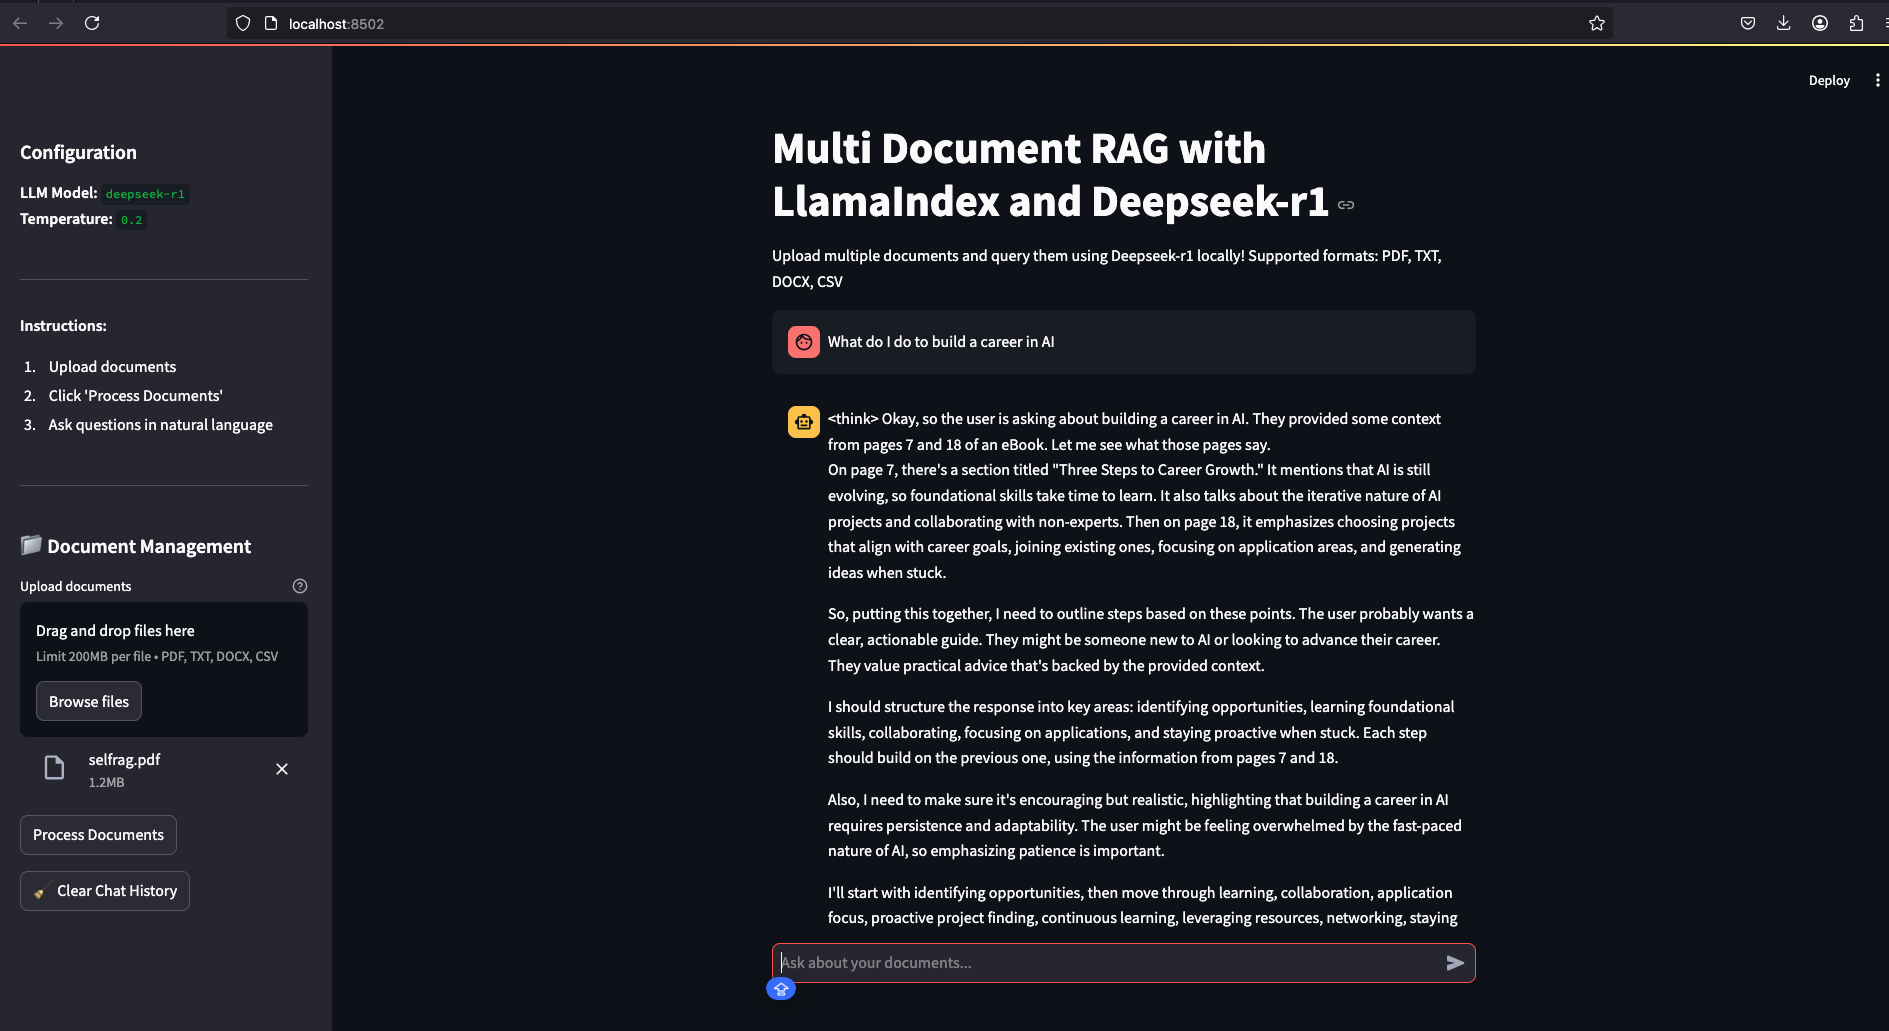 localhost:8502
Deploy
Configuration
LLM Model: deepseek-r1
Temperature: 0.2
Instructions:
1. Upload documents
2. Click 'Process Documents'
3. Ask questions in natural language
Document Management
Upload documents
Drag and drop files here
Limit 200MB per file • PDF, TXT, DOCX, CSV
Browse files
selfrag.pdf
1.2MB
Process Documents
Clear Chat History
Multi Document RAG with
LlamaIndex and Deepseek-r1
Upload multiple documents and query them using Deepseek-r1 locally! Supported formats: PDF, TXT,
DOCX, CSV
What do I do to build a career in AI
<think> Okay, so the user is asking about building a career in AI. They provided some context
from pages 7 and 18 of an eBook. Let me see what those pages say.
On page 7, there's a section titled "Three Steps to Career Growth." It mentions that AI is still
evolving, so foundational skills take time to learn. It also talks about the iterative nature of AI
projects and collaborating with non-experts. Then on page 18, it emphasizes choosing projects
that align with career goals, joining existing ones, focusing on application areas, and generating
ideas when stuck.
So, putting this together, I need to outline steps based on these points. The user probably wants a
clear, actionable guide. They might be someone new to AI or looking to advance their career.
They value practical advice that's backed by the provided context.
I should structure the response into key areas: identifying opportunities, learning foundational
skills, collaborating, focusing on applications, and staying proactive when stuck. Each step
should build on the previous one, using the information from pages 7 and 18.
Also, I need to make sure it's encouraging but realistic, highlighting that building a career in AI
requires persistence and adaptability. The user might be feeling overwhelmed by the fast-paced
nature of AI, so emphasizing patience is important.
I'll start with identifying opportunities, then move through learning, collaboration, application
focus, proactive project finding, continuous learning, leveraging resources, networking, staying
Ask about your documents...